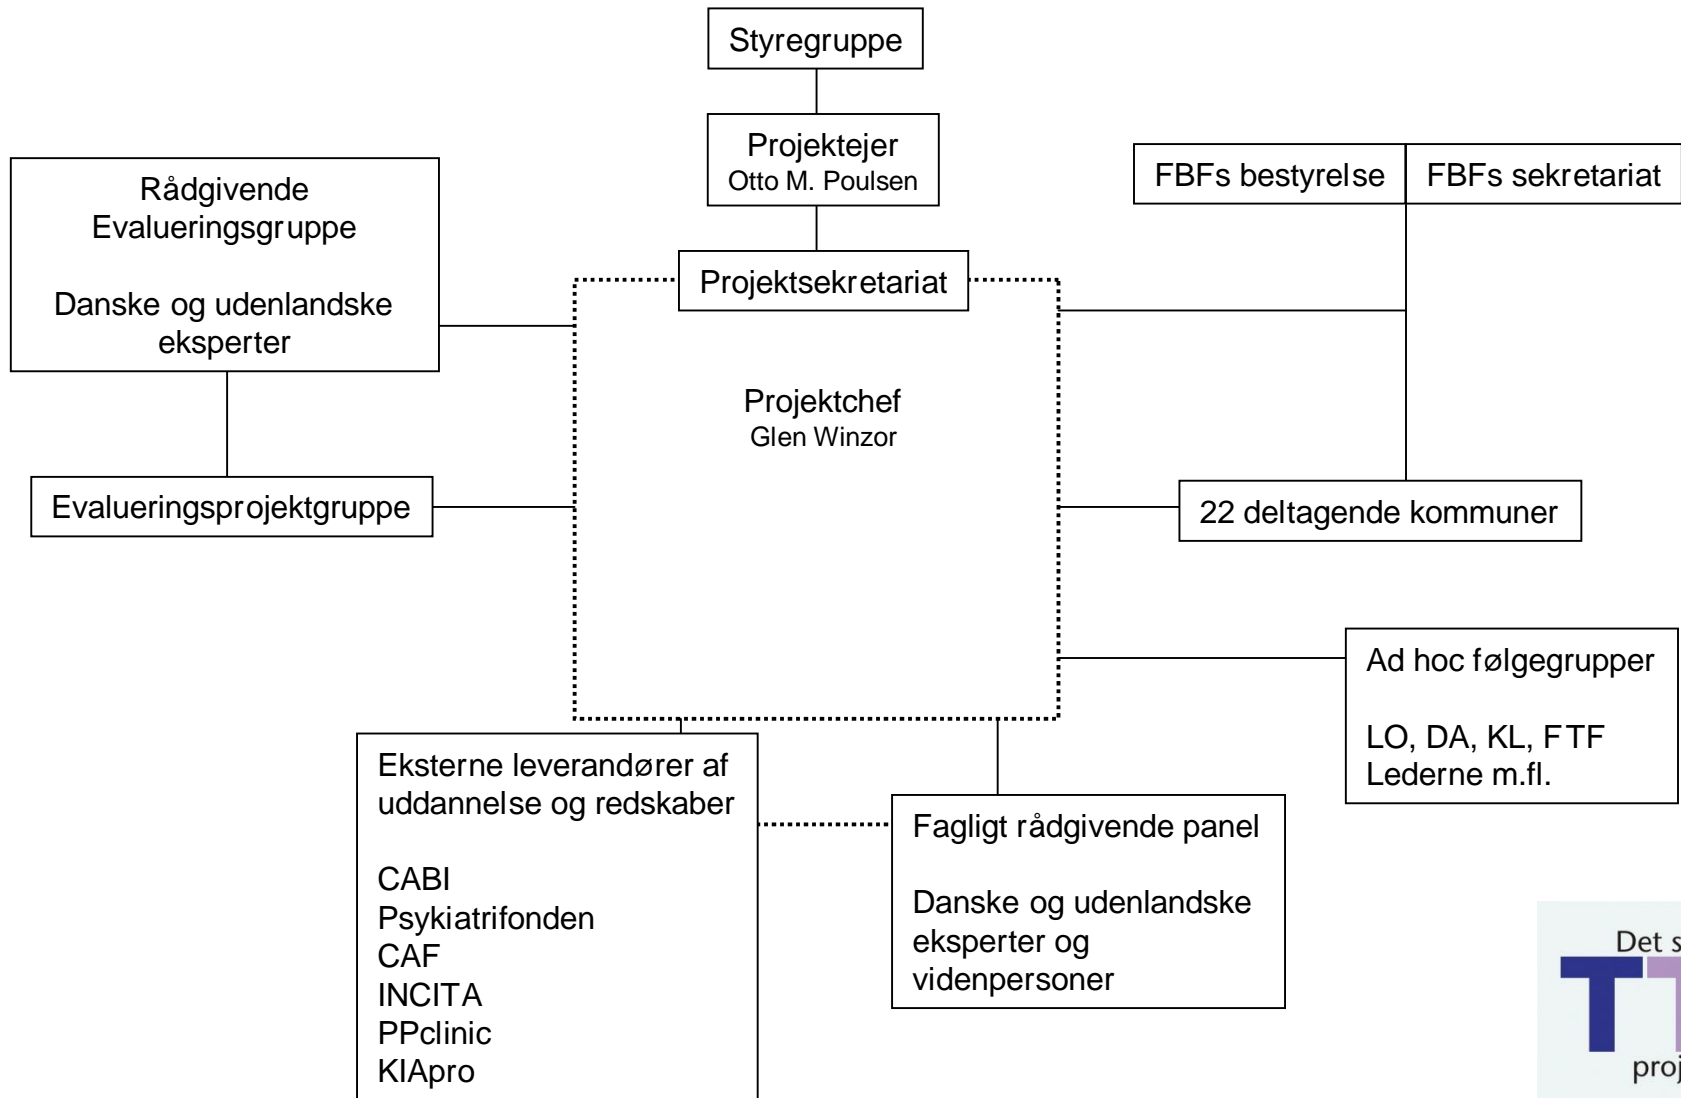 Styregruppe
Projektejer
Otto M. Poulsen
Rådgivende
Evalueringsgruppe
Danske og udenlandske
eksperter
FBFs bestyrelse
FBFs sekretariat
Projektsekretariat
Projektchef
Glen Winzor
Evalueringsprojektgruppe
22 deltagende kommuner
Ad hoc følgegrupper
LO, DA, KL, FTF
Lederne m.fl.
Eksterne leverandører af
uddannelse og redskaber
CABI
Psykiatrifonden
CAF
INCITA
PPclinic
KIApro
Fagligt rådgivende panel
Danske og udenlandske
eksperter og
videnpersoner
Det